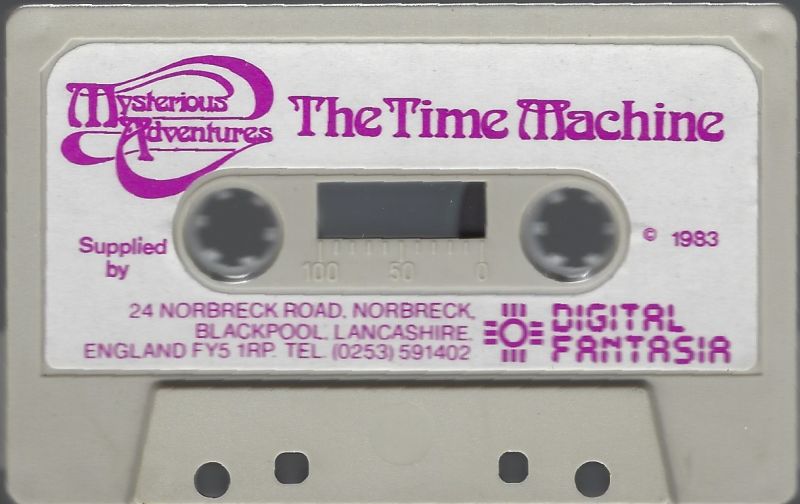 Mysterious
Adventures
The Time Machine
Supplied
by
© 1983
100 50 0
24 NORBRECK ROAD, NORBRECK,
BLACKPOOL, LANCASHIRE.
ENGLAND FY5 1RP. TEL. (0253) 591402
DIGITAL
FANTASIA